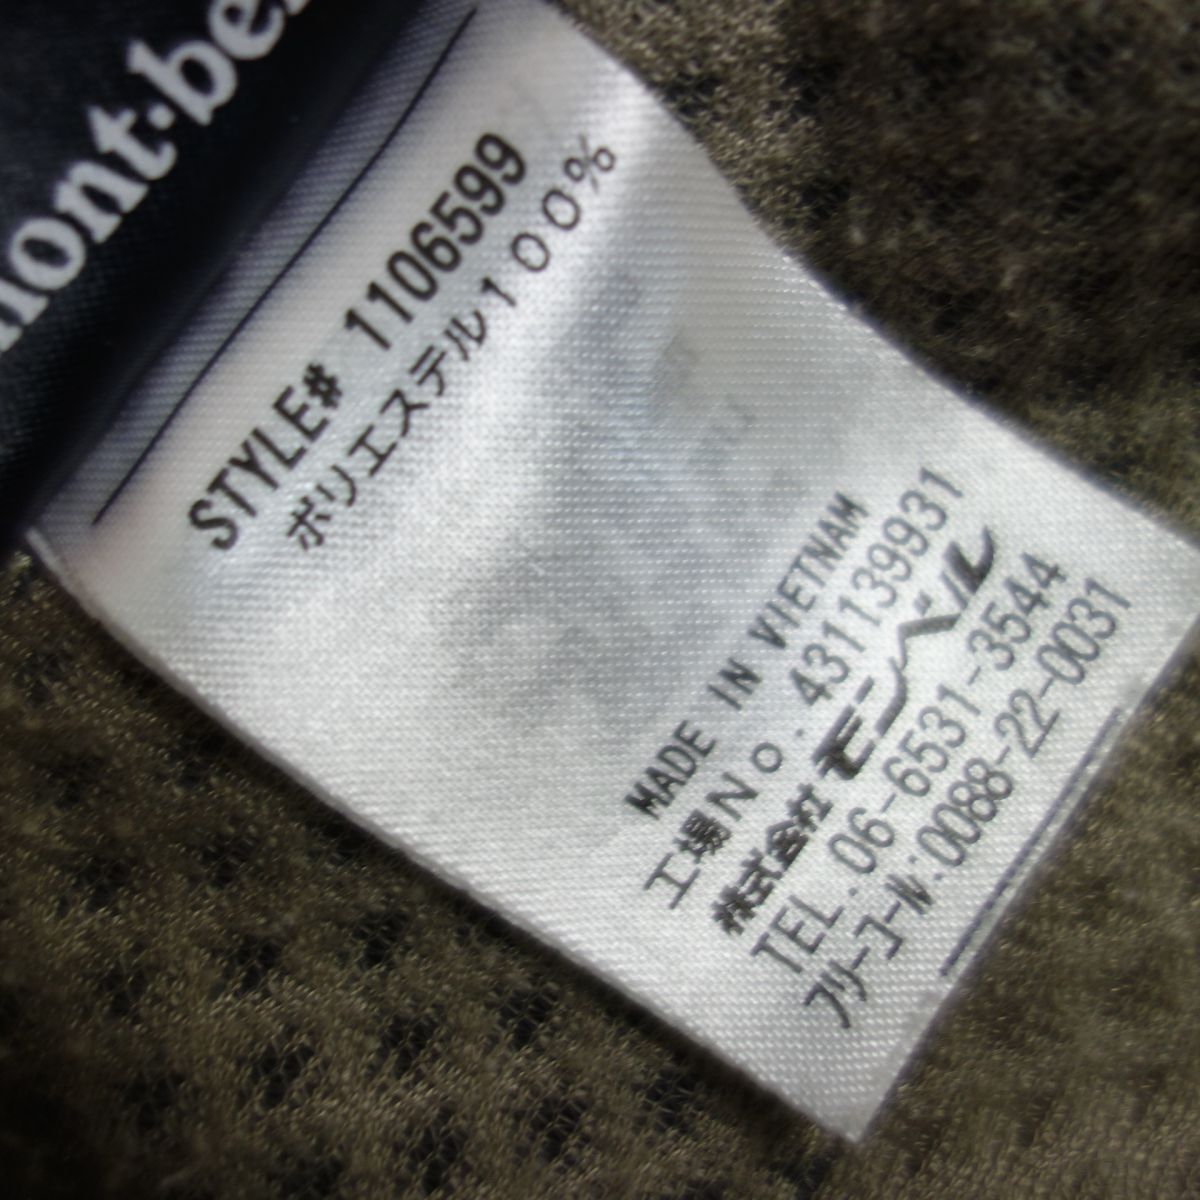 mont·bel
STYLE# 1106599
ポリエステル100%
MADE IN VIETNAM
工場No. 431139931
株式会社モンベル
TEL.06-6531-3544
フリーコール:0088-22-0031